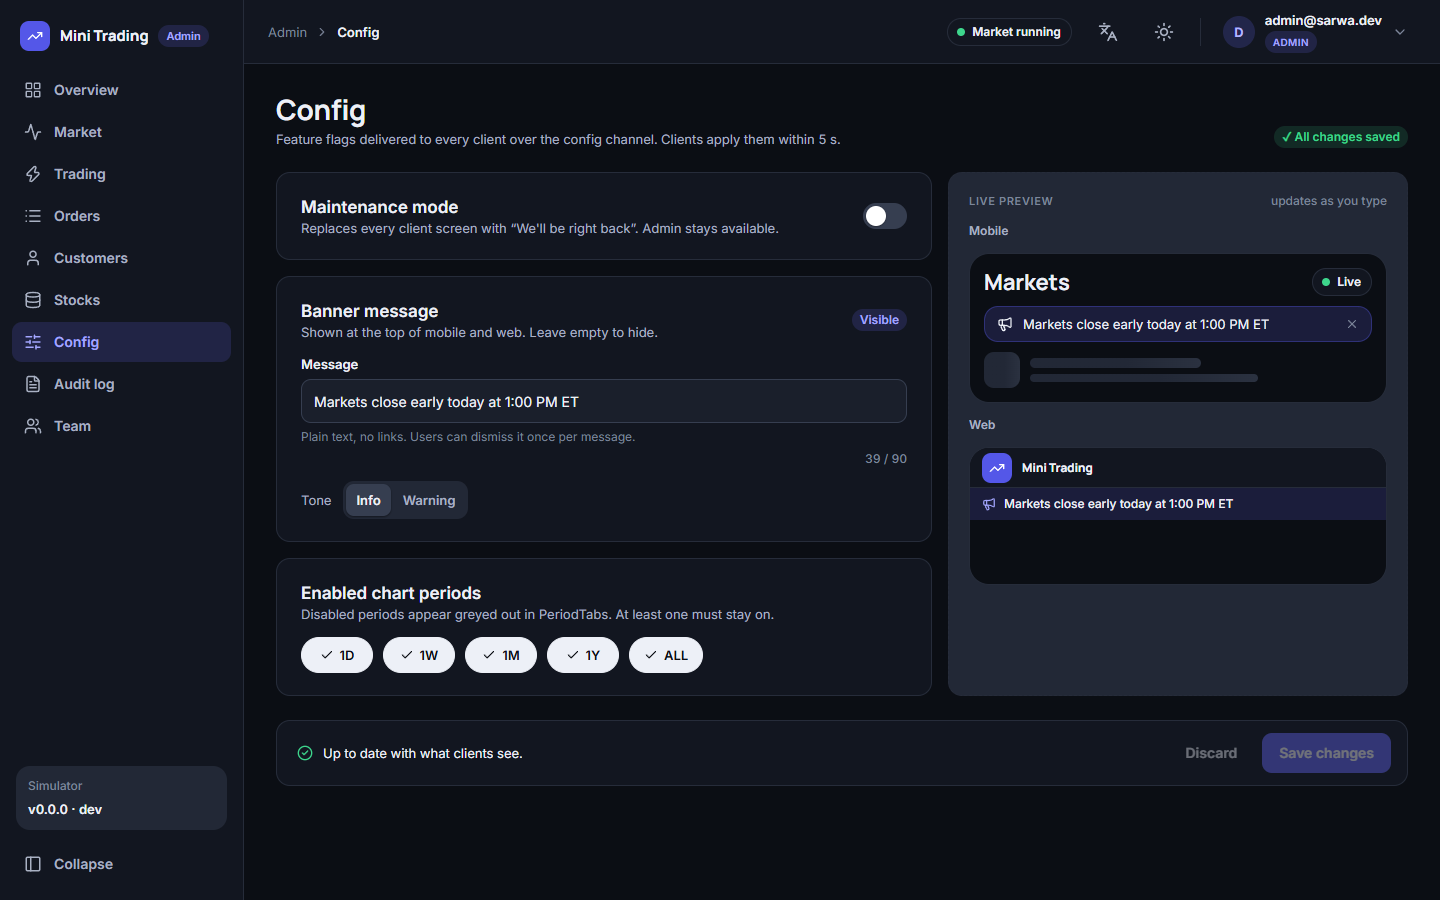 Mini Trading
Admin
Overview
Market
Trading
Orders
Customers
Stocks
Config
Audit log
Team
Simulator
v0.0.0 · dev
Collapse
Admin
Config
Market running
D
admin@sarwa.dev
ADMIN
Config
Feature flags delivered to every client over the config channel. Clients apply them within 5 s.
✓ All changes saved
Maintenance mode
Replaces every client screen with “We'll be right back”. Admin stays available.
Banner message
Shown at the top of mobile and web. Leave empty to hide.
Visible
Message
Markets close early today at 1:00 PM ET
Plain text, no links. Users can dismiss it once per message.
39 / 90
Tone
Info
Warning
Enabled chart periods
Disabled periods appear greyed out in PeriodTabs. At least one must stay on.
1D
1W
1M
1Y
ALL
LIVE PREVIEW
updates as you type
Mobile
Markets
Live
Markets close early today at 1:00 PM ET
Web
Mini Trading
Markets close early today at 1:00 PM ET
Up to date with what clients see.
Discard
Save changes